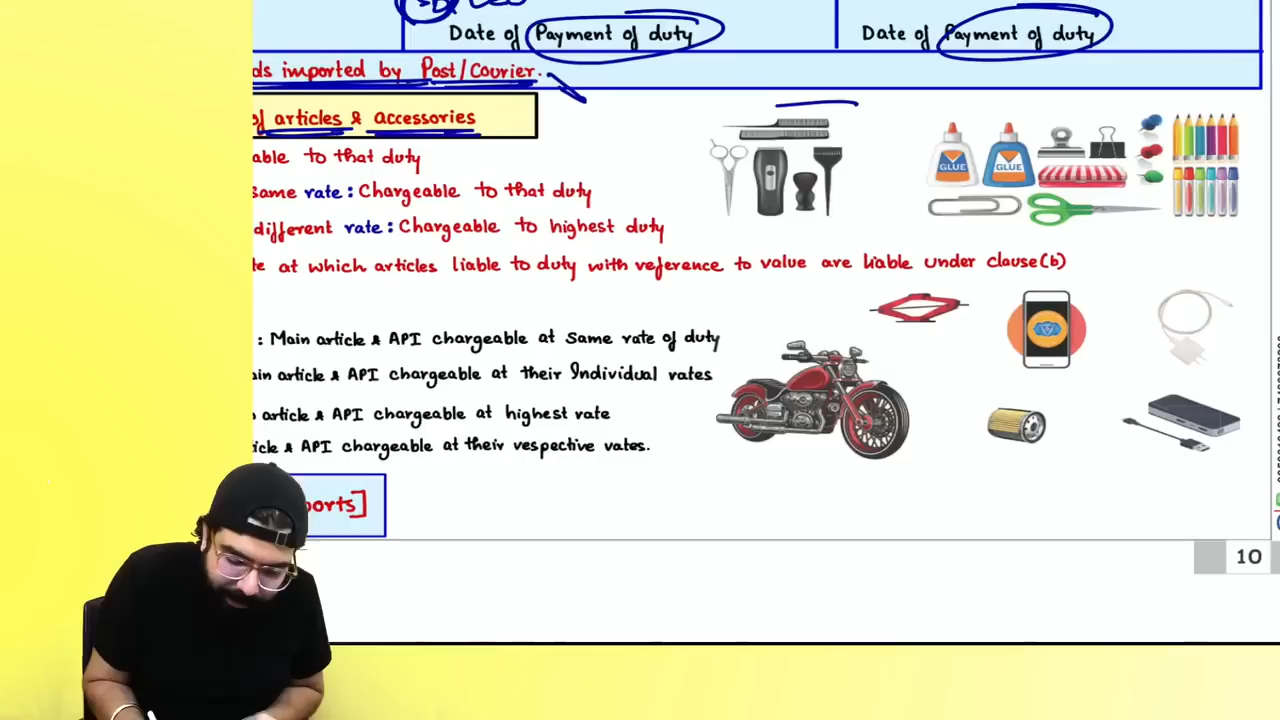 Date of Payment of duty
Date of Payment of duty
ds imported by Post/Courier.
of articles & accessories
able to that duty
same rate: Chargeable to that duty
different rate: Chargeable to highest duty
te at which articles liable to duty with reference to value are liable under clause(b)
GLUE
GLUE
: Main article & API chargeable at same rate of duty
ain article & API chargeable at their Individual rates
article & API chargeable at highest rate
icle & API chargeable at their respective rates.
ports]
10